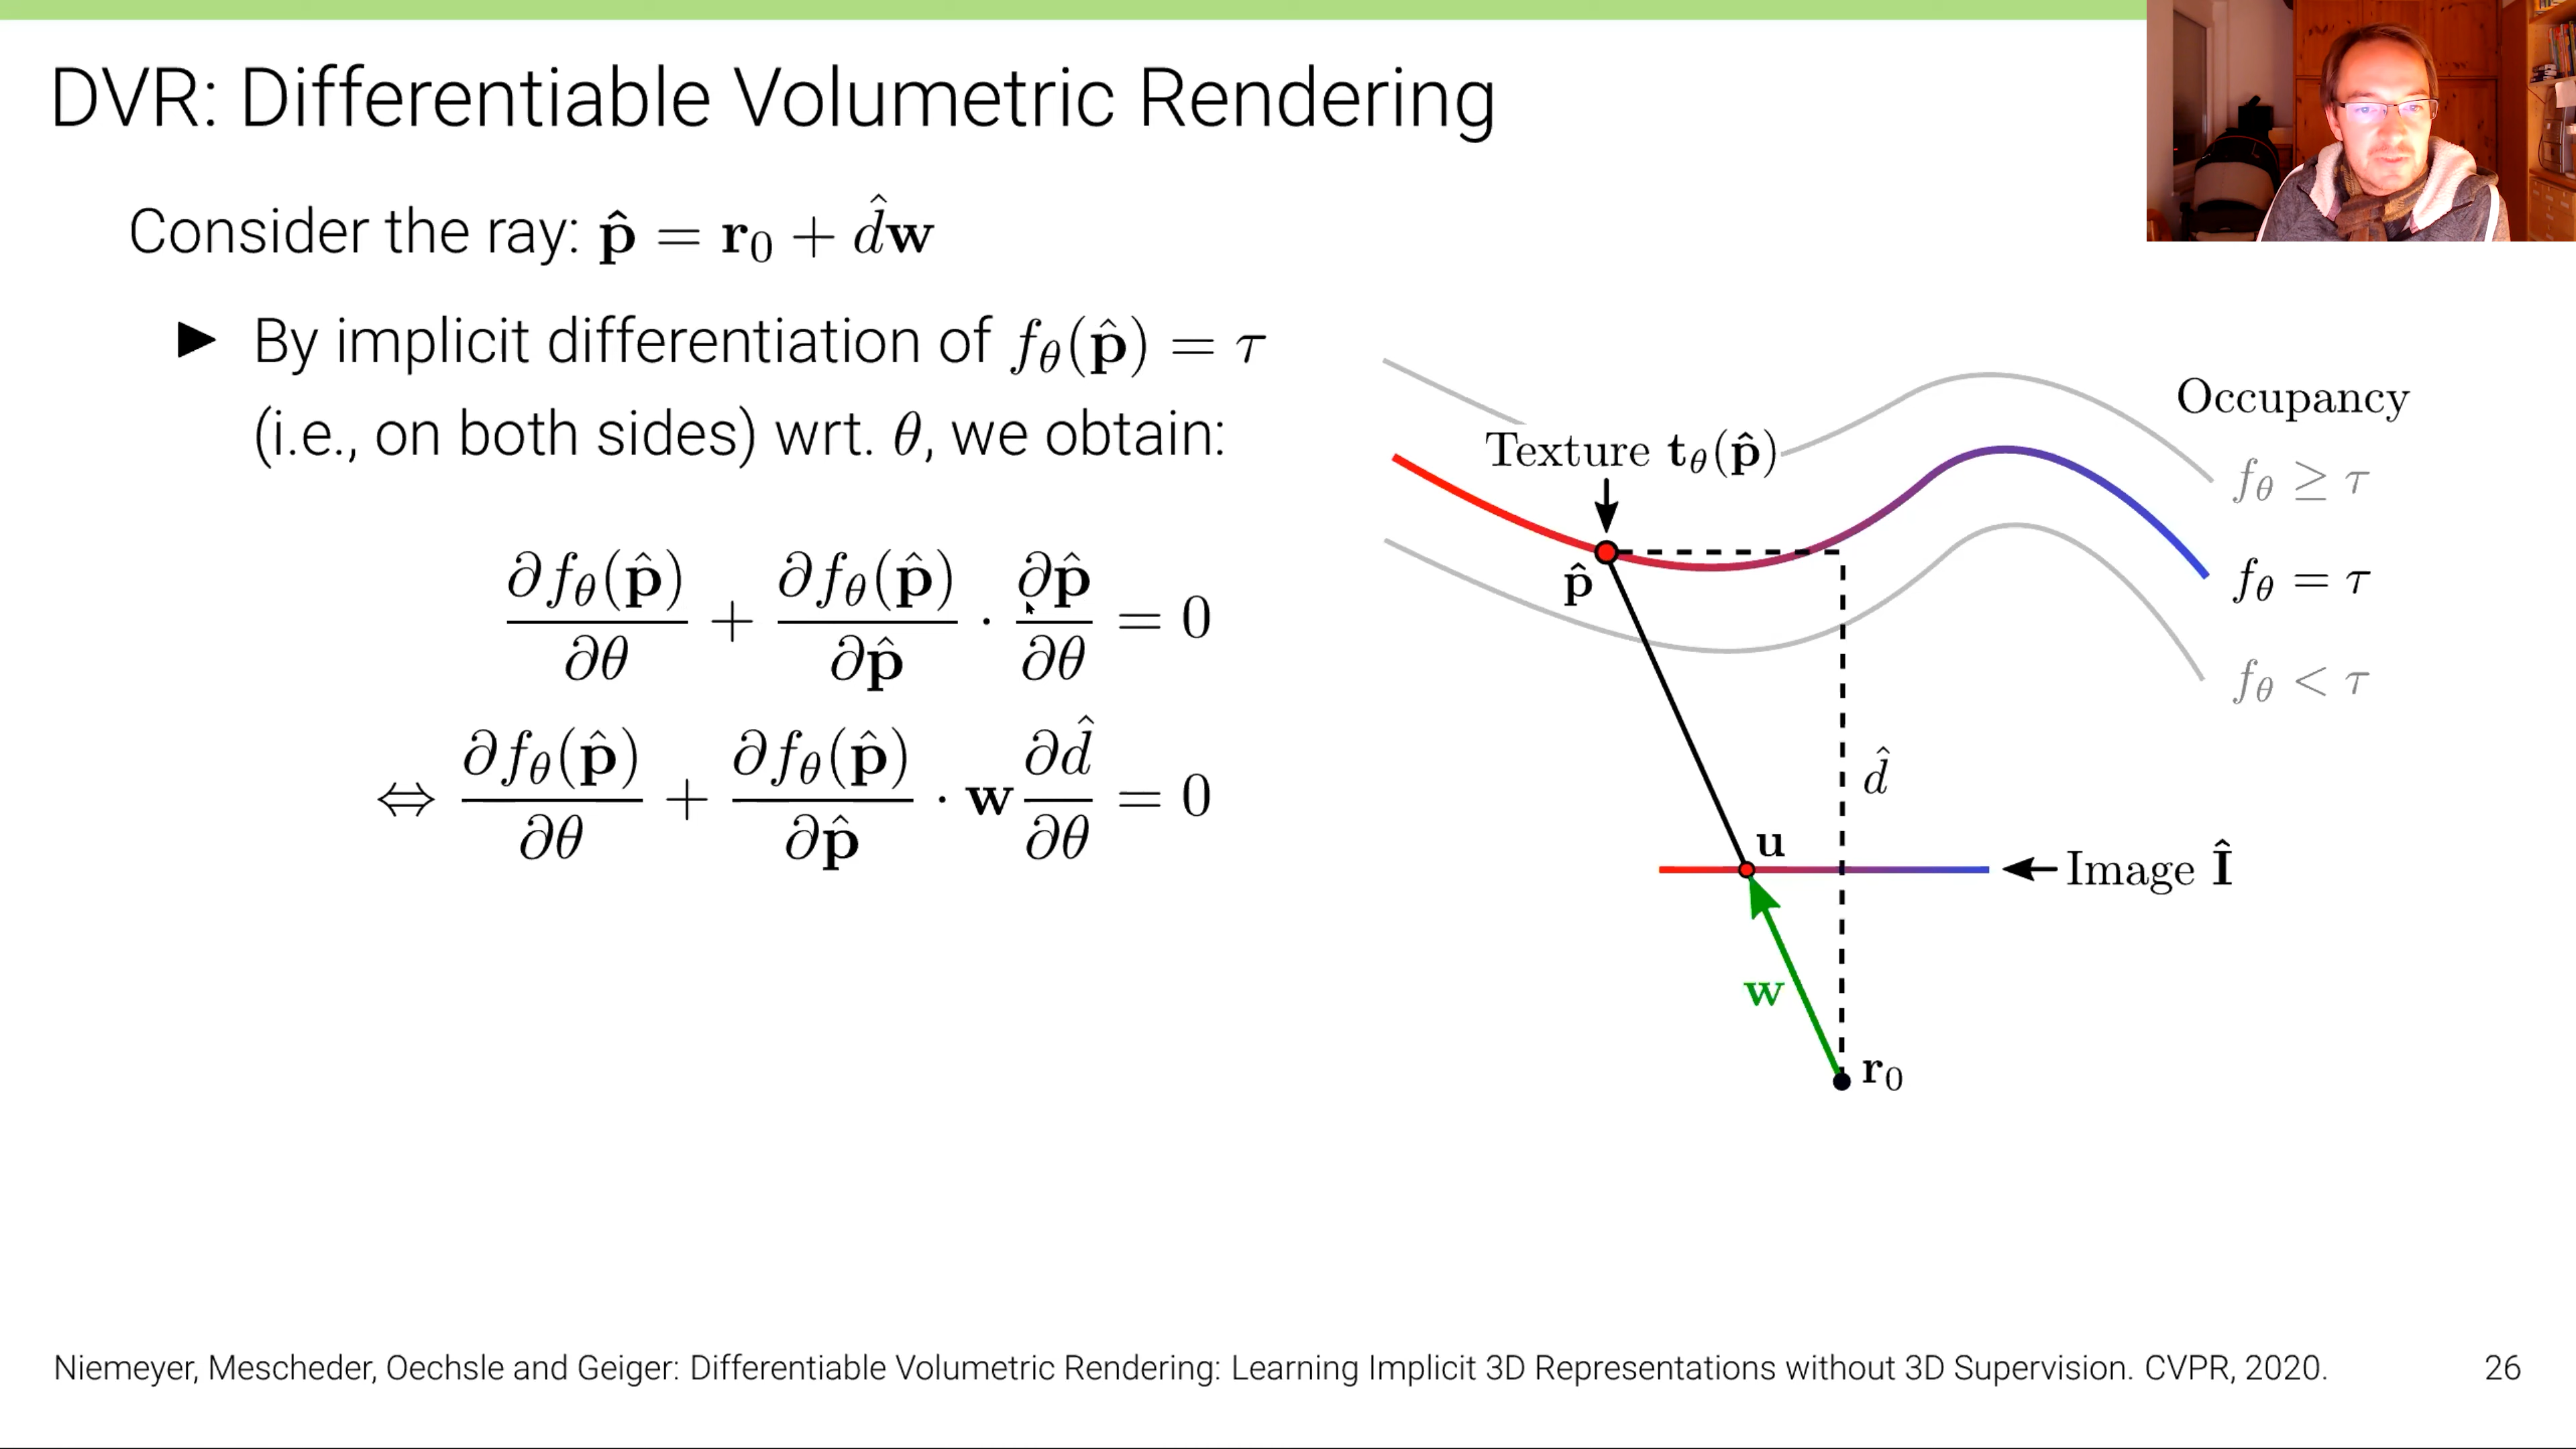 DVR: Differentiable Volumetric Rendering
Consider the ray: p̂ = r₀ + d̂w
► By implicit differentiation of f_θ(p̂) = τ
(i.e., on both sides) wrt. θ, we obtain:
∂f_θ(p̂)/∂θ + ∂f_θ(p̂)/∂p̂ · ∂p̂/∂θ = 0
⇔ ∂f_θ(p̂)/∂θ + ∂f_θ(p̂)/∂p̂ · w ∂d̂/∂θ = 0
Occupancy
Texture t_θ(p̂)
f_θ ≥ τ
p̂
f_θ = τ
f_θ < τ
d̂
u
Image Î
w
r₀
Niemeyer, Mescheder, Oechsle and Geiger: Differentiable Volumetric Rendering: Learning Implicit 3D Representations without 3D Supervision. CVPR, 2020.
26